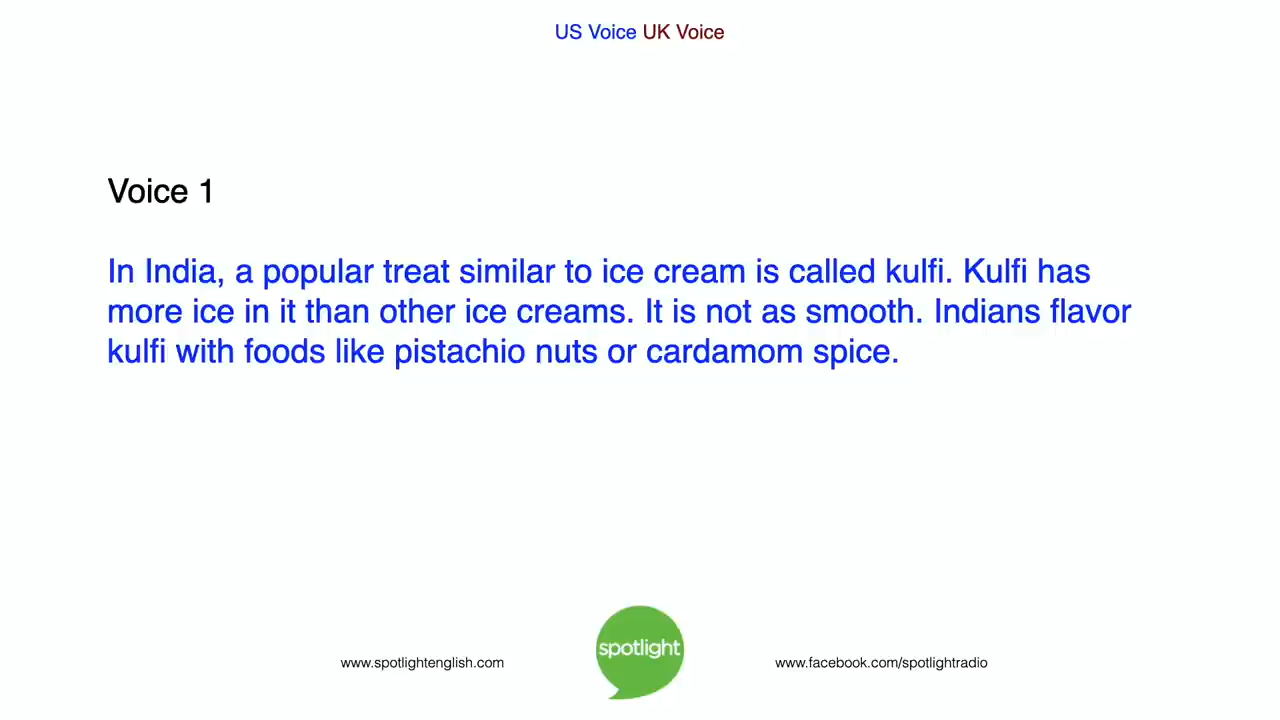 US Voice UK Voice
Voice 1
In India, a popular treat similar to ice cream is called kulfi. Kulfi has
more ice in it than other ice creams. It is not as smooth. Indians flavor
kulfi with foods like pistachio nuts or cardamom spice.
www.spotlightenglish.com
spotlight
www.facebook.com/spotlightradio